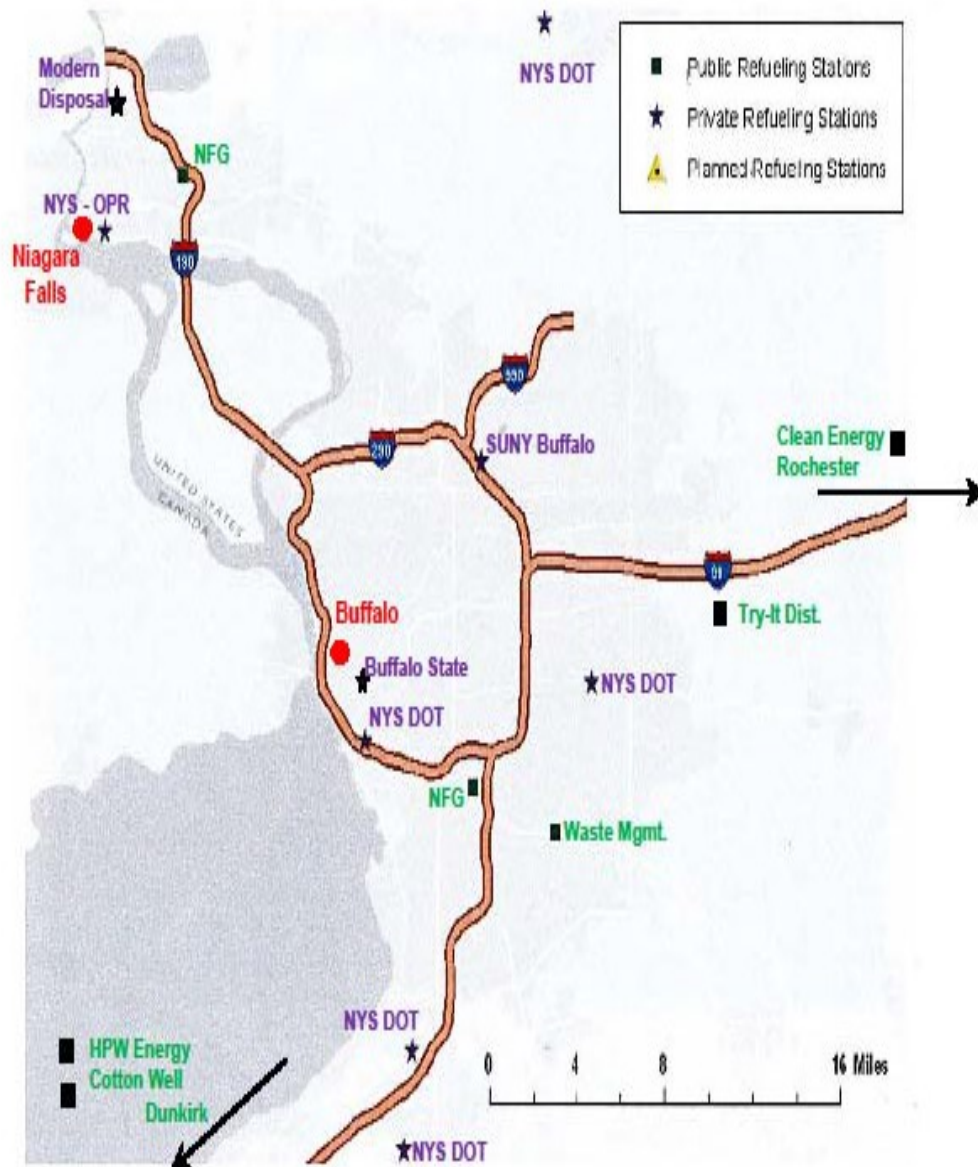 Modern
Disposal
NYS DOT
Public Refueling Stations
Private Refueling Stations
Planned Refueling Stations
NFG
NYS - OPR
Niagara
Falls
190
990
290
SUNY Buffalo
Clean Energy
Rochester
UNITED STATES
CANADA
Buffalo
Try-It Dist.
Buffalo State
NYS DOT
NYS DOT
NFG
Waste Mgmt.
NYS DOT
HPW Energy
Cotton Well
Dunkirk
0 4 8 16 Miles
NYS DOT